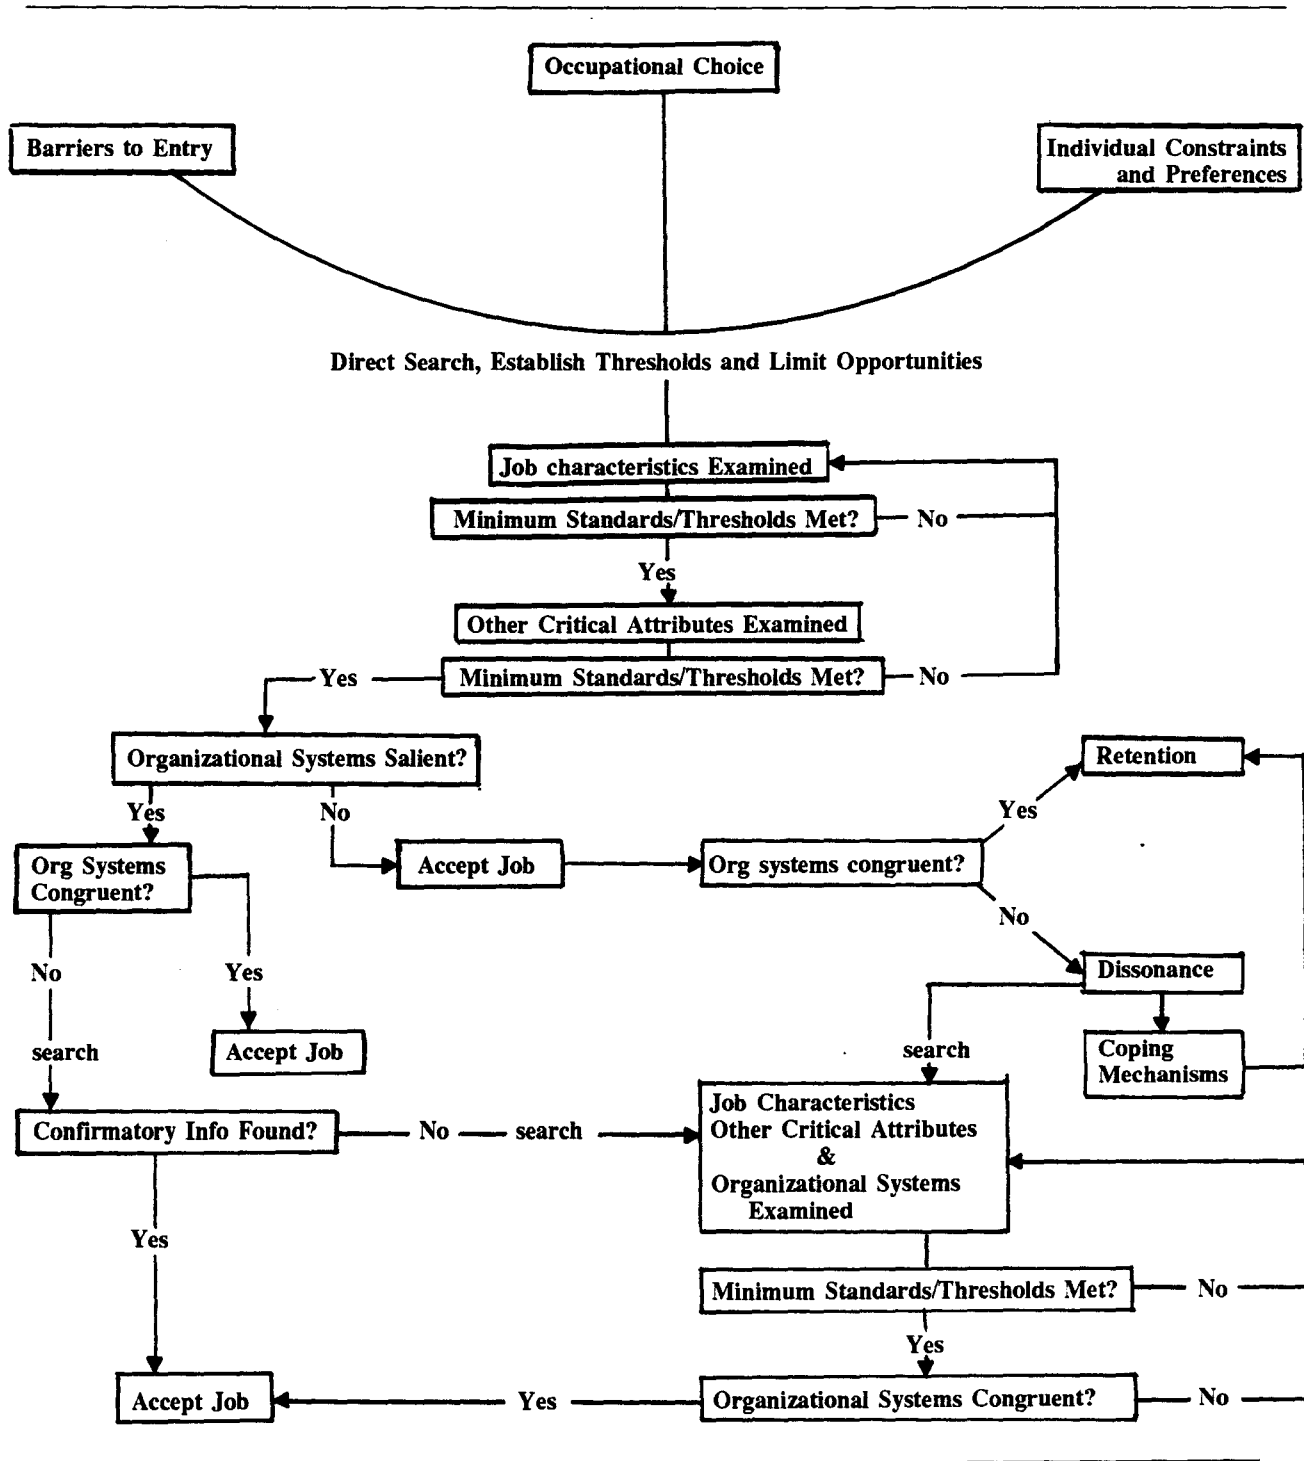 Occupational Choice
Barriers to Entry
Individual Constraints
and Preferences
Direct Search, Establish Thresholds and Limit Opportunities
Job characteristics Examined
Minimum Standards/Thresholds Met?
No
Yes
Other Critical Attributes Examined
Yes
Minimum Standards/Thresholds Met?
No
Organizational Systems Salient?
Retention
Yes
No
Yes
Org Systems
Congruent?
Accept Job
Org systems congruent?
No
No
Yes
Dissonance
search
Accept Job
search
Coping
Mechanisms
Confirmatory Info Found?
No
search
Job Characteristics
Other Critical Attributes
&
Organizational Systems
Examined
Yes
Minimum Standards/Thresholds Met?
No
Yes
Accept Job
Yes
Organizational Systems Congruent?
No